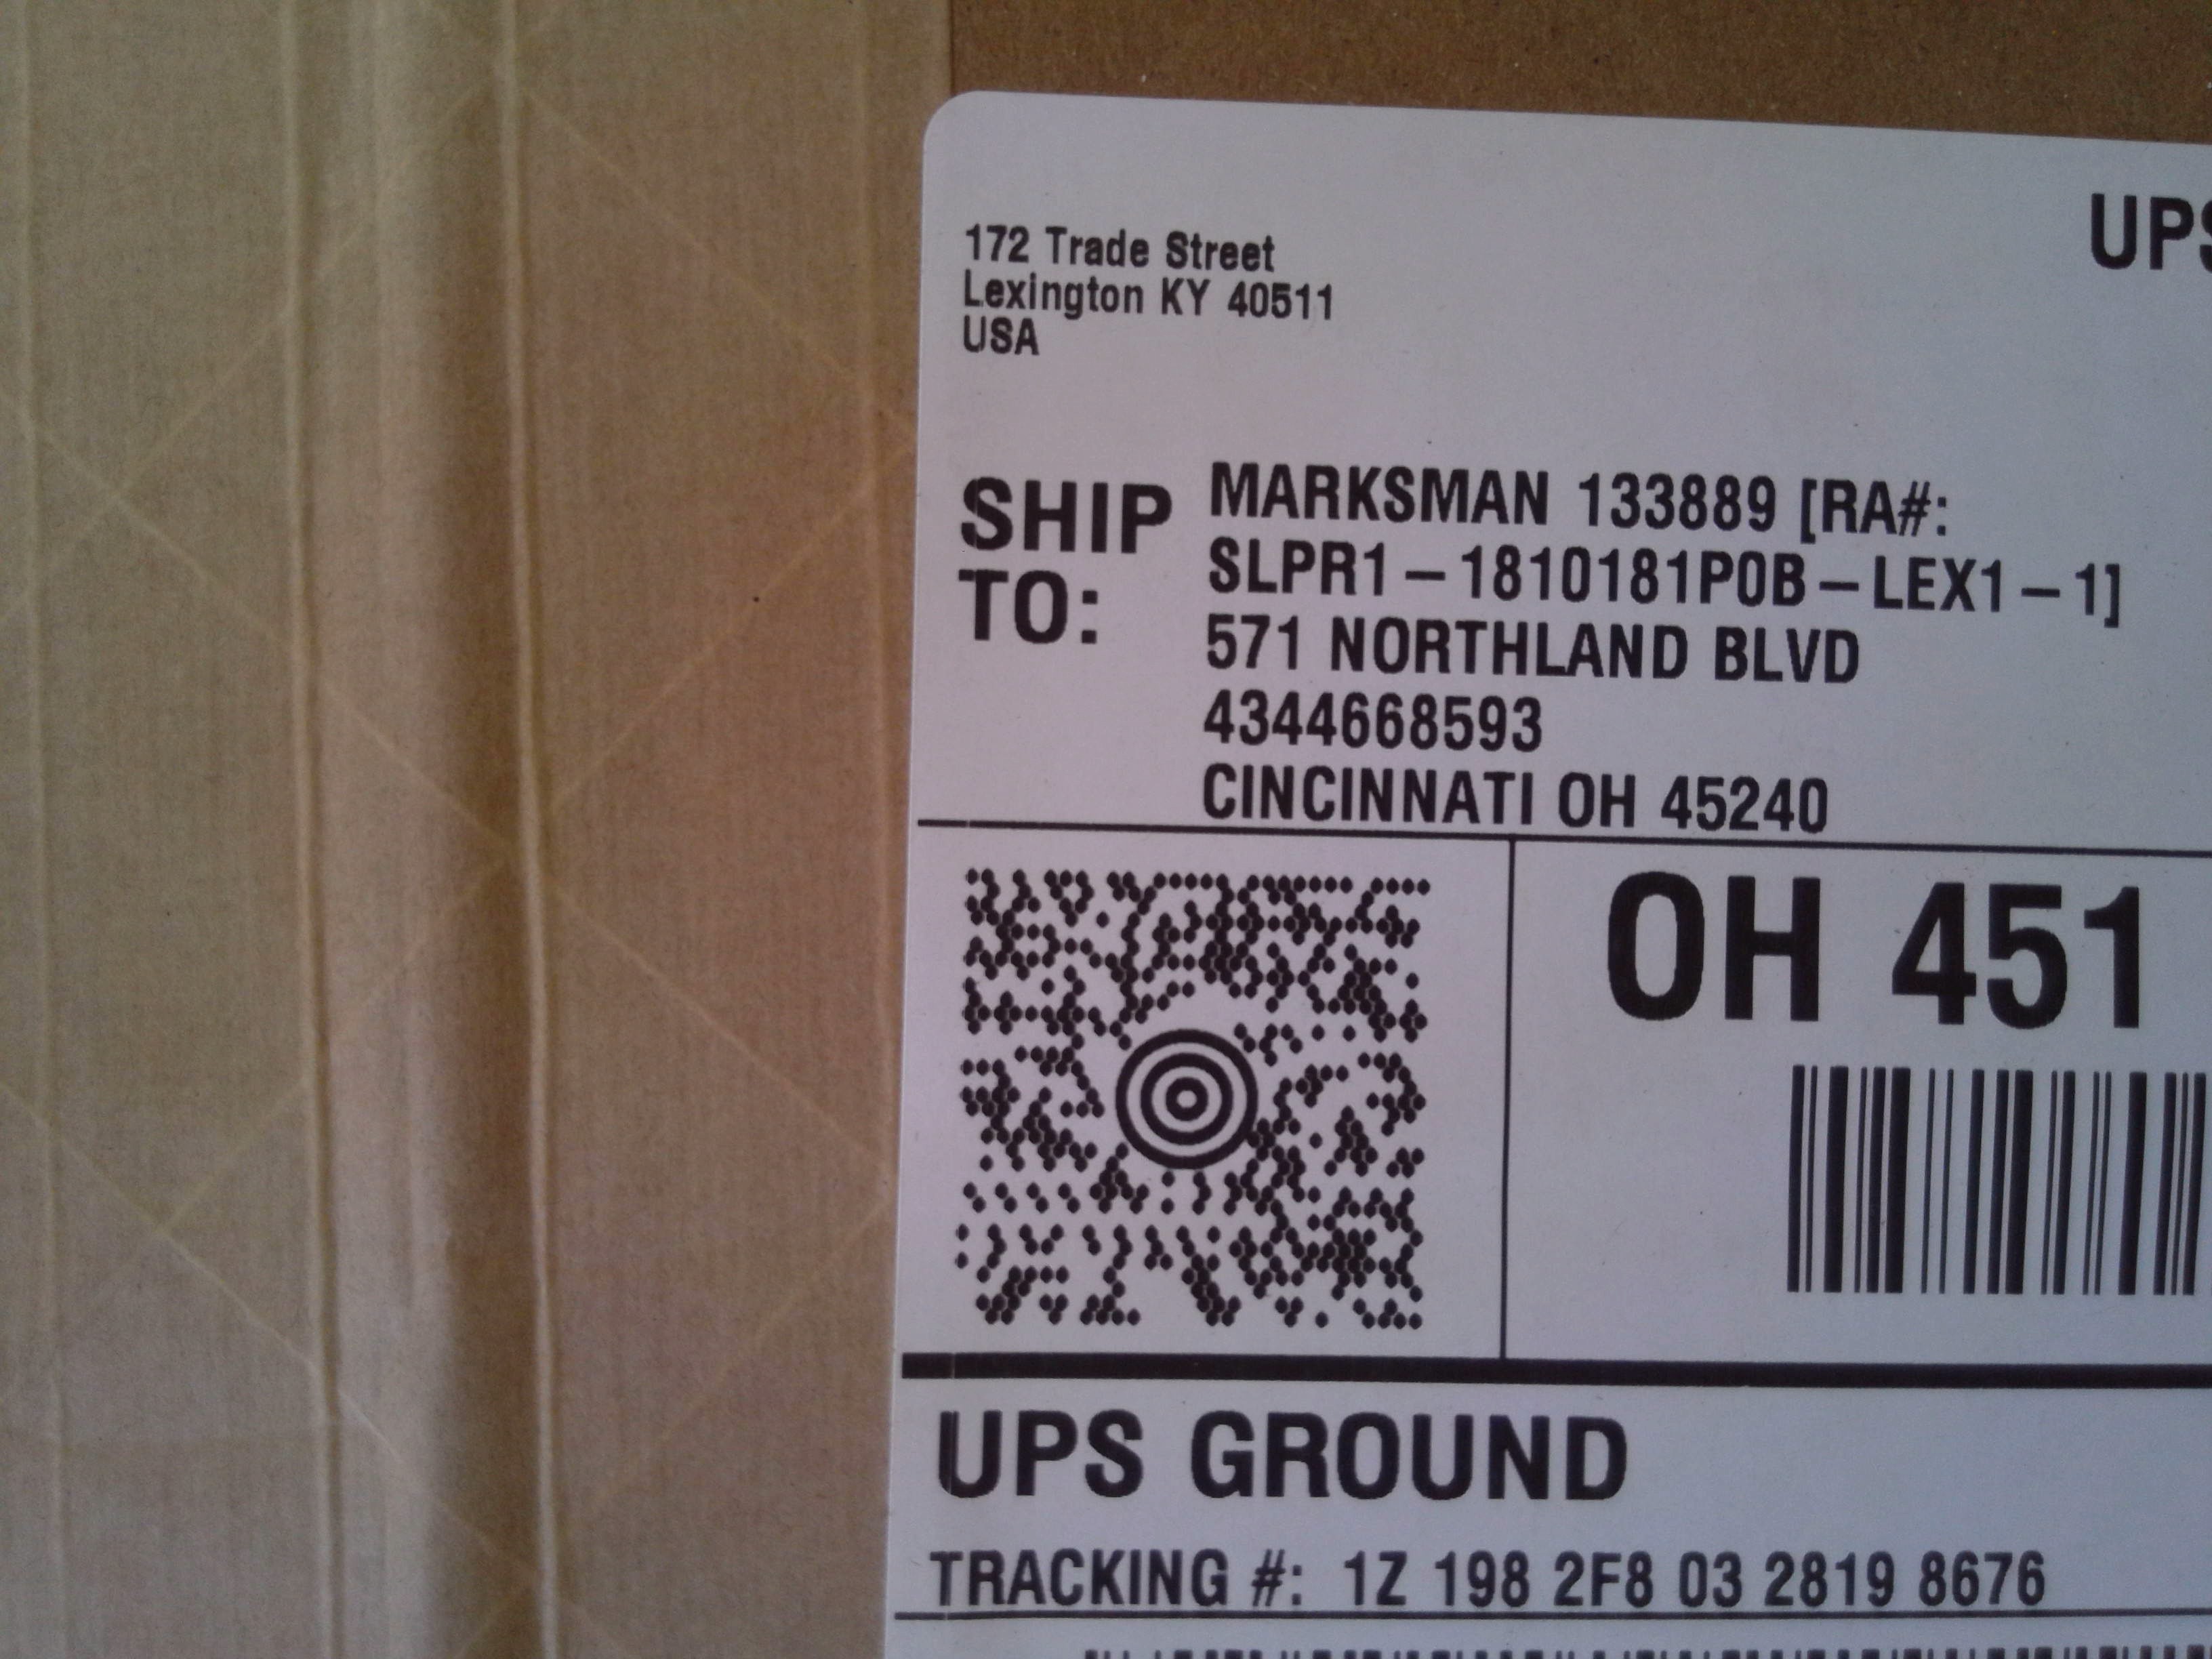 172 Trade Street
Lexington KY 40511
USA
UPS
SHIP TO:
MARKSMAN 133889 [RA#:
SLPR1-1810181P0B-LEX1-1]
571 NORTHLAND BLVD
4344668593
CINCINNATI OH 45240
OH 451
UPS GROUND
TRACKING #: 1Z 198 2F8 03 2819 8676